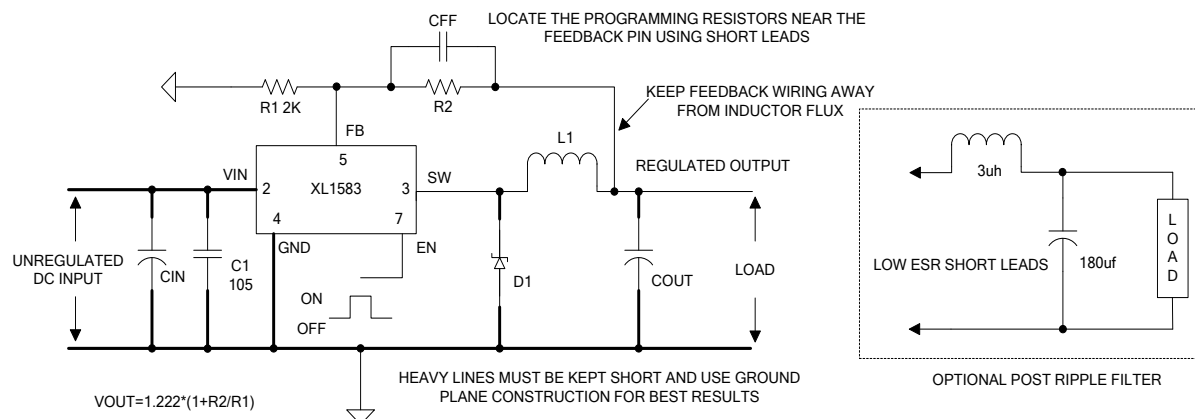 CFF
LOCATE THE PROGRAMMING RESISTORS NEAR THE
FEEDBACK PIN USING SHORT LEADS
R1 2K
R2
KEEP FEEDBACK WIRING AWAY
FROM INDUCTOR FLUX
FB
L1
5
REGULATED OUTPUT
VIN
2
XL1583
3
SW
4
7
GND
EN
UNREGULATED
DC INPUT
CIN
C1
105
ON
OFF
D1
COUT
LOAD
3uh
LOW ESR SHORT LEADS
180uf
LOAD
VOUT=1.222*(1+R2/R1)
HEAVY LINES MUST BE KEPT SHORT AND USE GROUND
PLANE CONSTRUCTION FOR BEST RESULTS
OPTIONAL POST RIPPLE FILTER